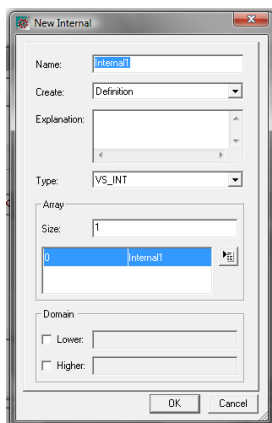 New Internal
Name: Internal1
Create: Definition
Explanation:
Type: VS_INT
Array
Size: 1
0 Internal1
Domain
Lower:
Higher:
OK Cancel